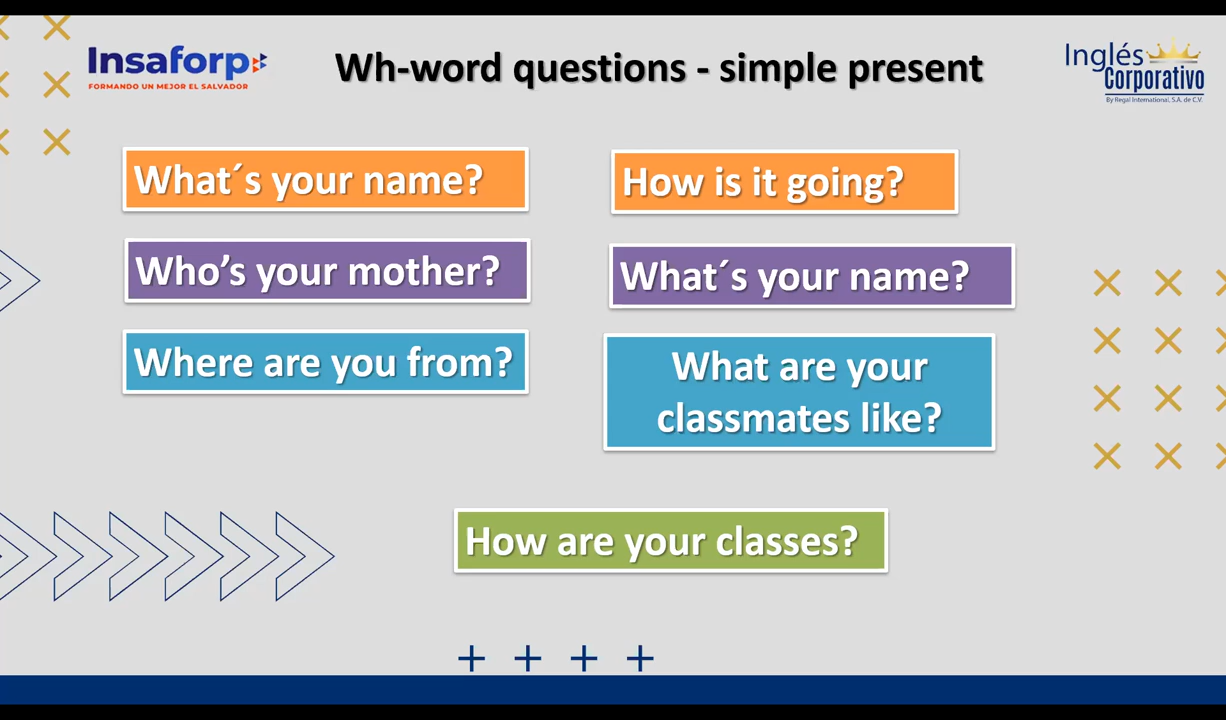 Insaforp
FORMANDO UN MEJOR EL SALVADOR
Wh-word questions - simple present
Inglés
Corporativo
By Regal International, S.A. de C.V.
What´s your name?
How is it going?
Who’s your mother?
What´s your name?
Where are you from?
What are your
classmates like?
How are your classes?